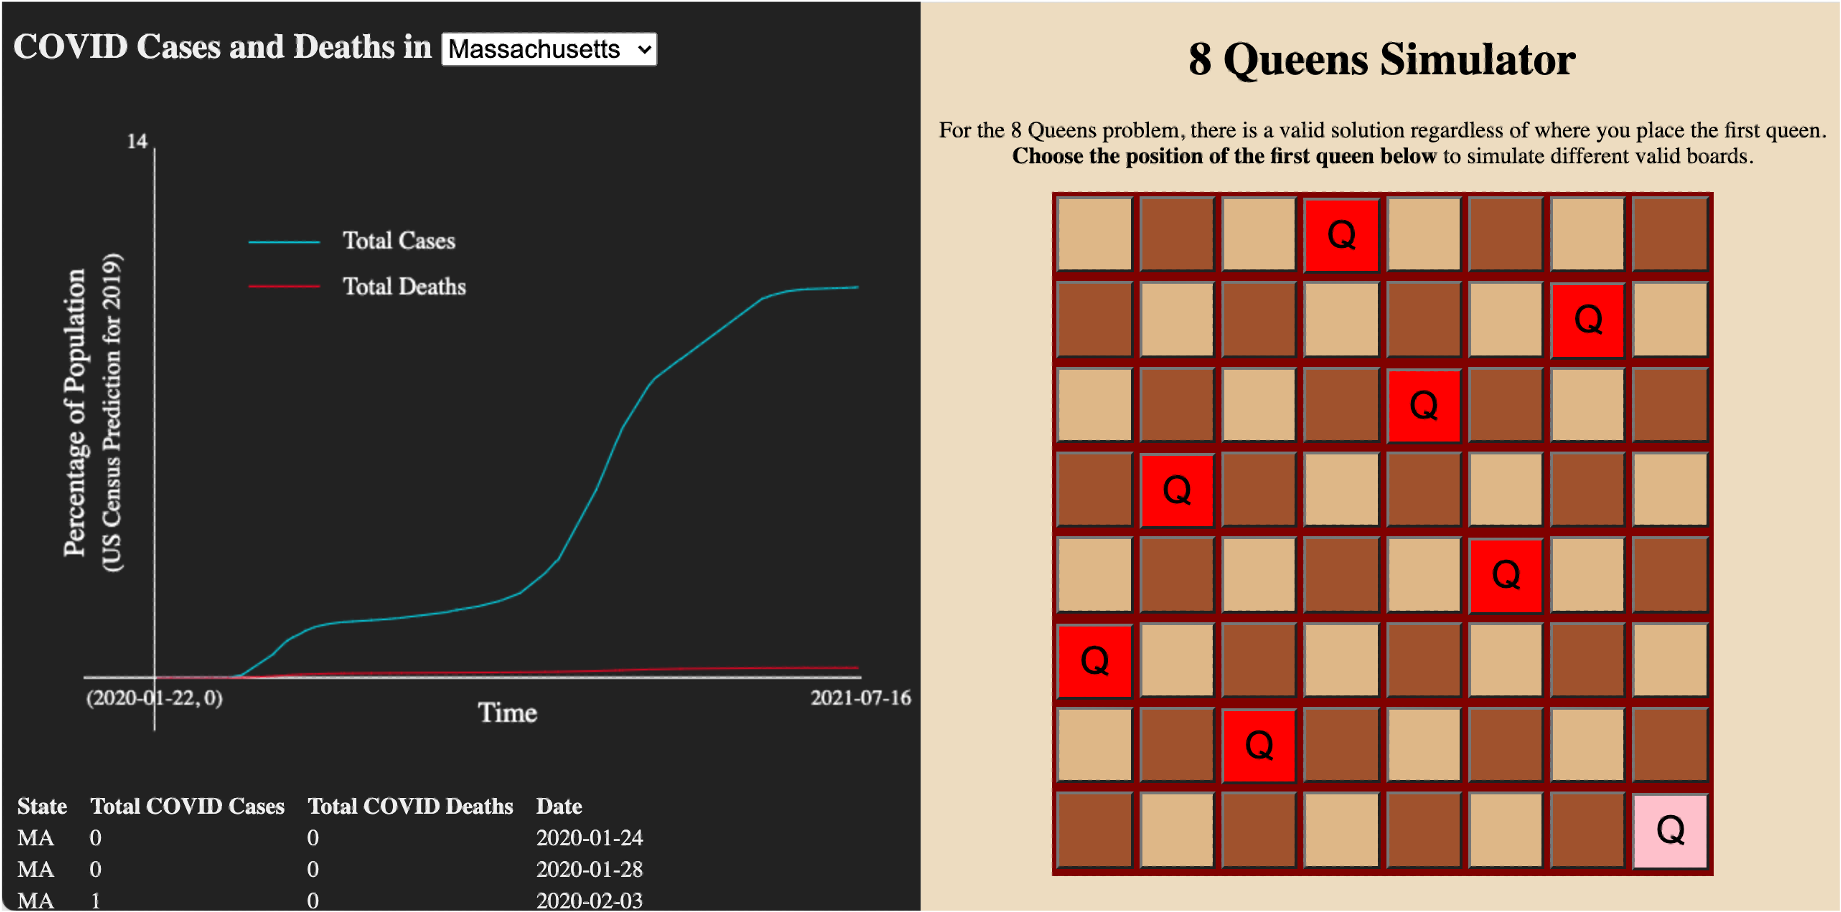 COVID Cases and Deaths in Massachusetts
14
Total Cases
Total Deaths
Percentage of Population
(US Census Prediction for 2019)
(2020-01-22, 0)
2021-07-16
Time
State Total COVID Cases Total COVID Deaths Date
MA 0 0 2020-01-24
MA 0 0 2020-01-28
MA 1 0 2020-02-03
8 Queens Simulator
For the 8 Queens problem, there is a valid solution regardless of where you place the first queen.
Choose the position of the first queen below to simulate different valid boards.
Q
Q
Q
Q
Q
Q
Q
Q